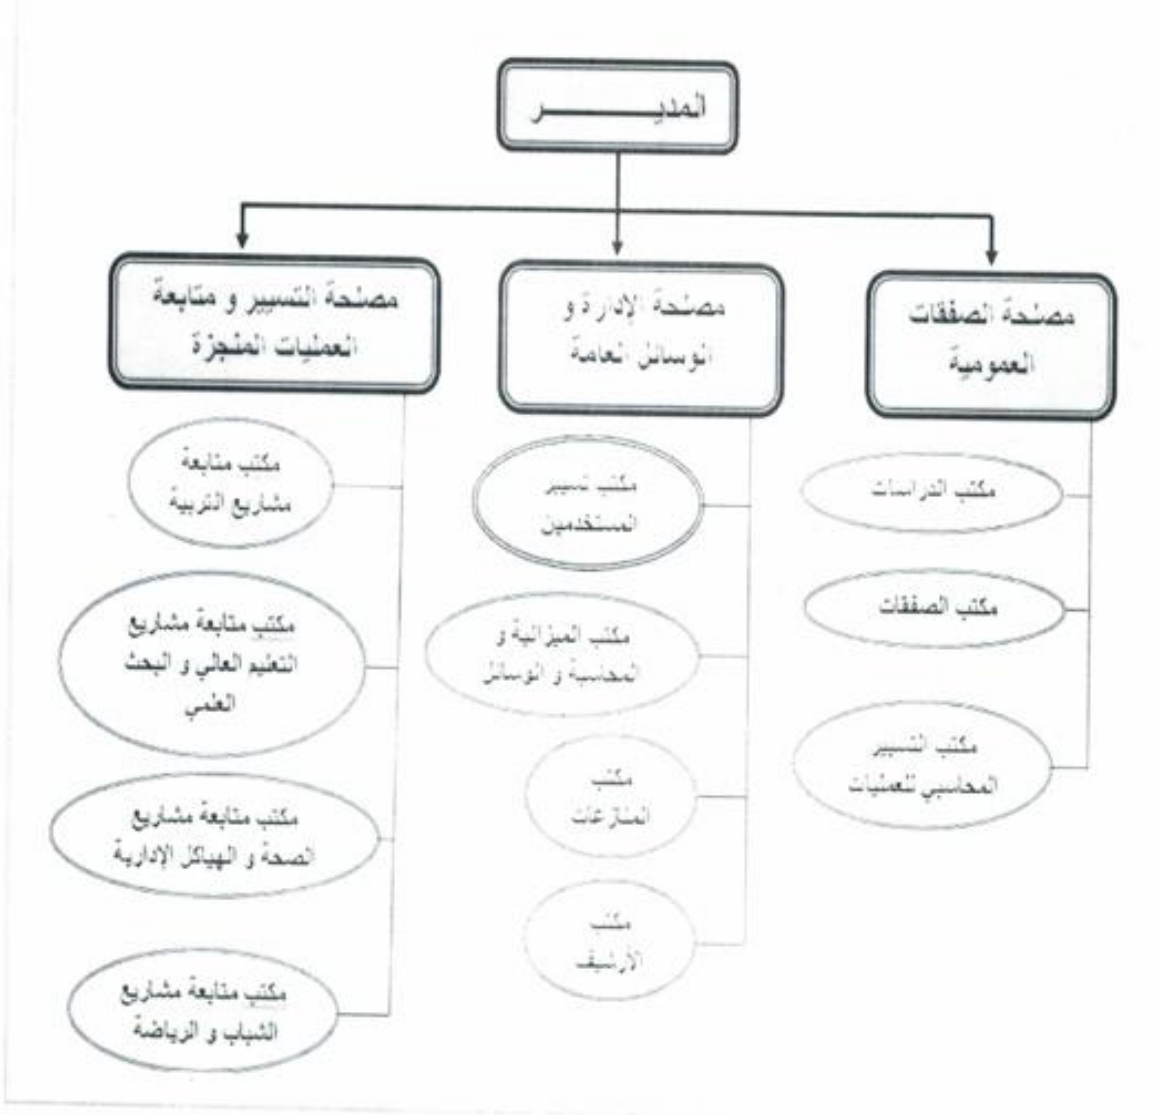 المديــــــــر
مصلحة الصفقات
العمومية
مكتب الدراسات
مكتب الصفقات
مكتب التسيير
المحاسبي للعمليات
مصلحة الإدارة و
الوسائل العامة
مكتب تسيير
المستخدمين
مكتب الميزانية و
المحاسبة و الوسائل
مكتب
المنازعات
مكتب
الأرشيف
مصلحة التسيير و متابعة
العمليات المنجزة
مكتب متابعة
مشاريع التربية
مكتب متابعة مشاريع
التعليم العالي و البحث
العلمي
مكتب متابعة مشاريع
الصحة و الهياكل الإدارية
مكتب متابعة مشاريع
الشباب و الرياضة